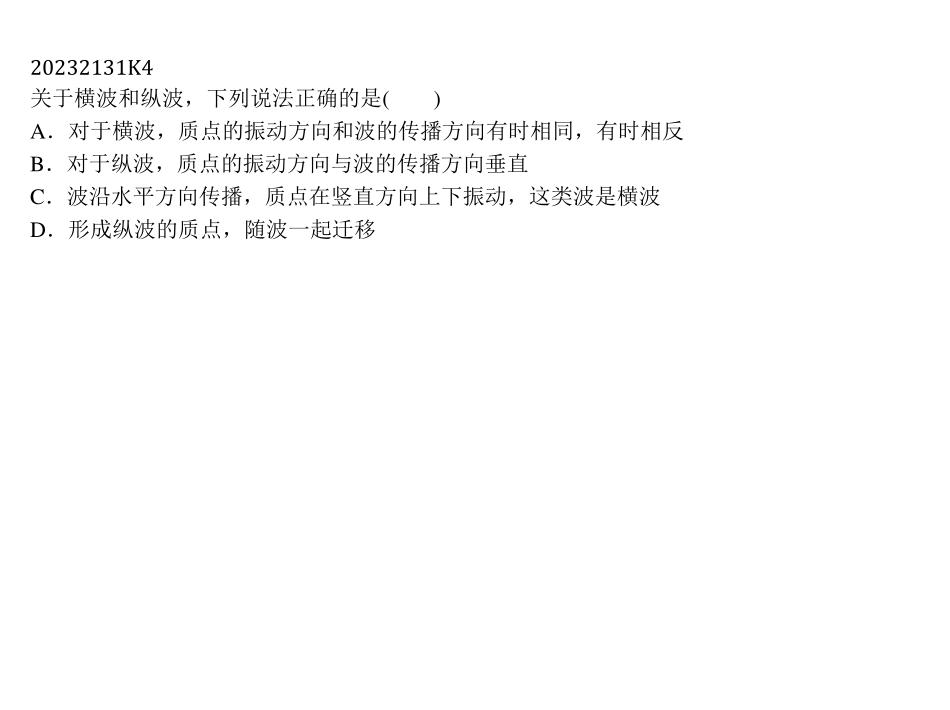 20232131K4
关于横波和纵波，下列说法正确的是(　　)
A．对于横波，质点的振动方向和波的传播方向有时相同，有时相反
B．对于纵波，质点的振动方向与波的传播方向垂直
C．波沿水平方向传播，质点在竖直方向上下振动，这类波是横波
D．形成纵波的质点，随波一起迁移